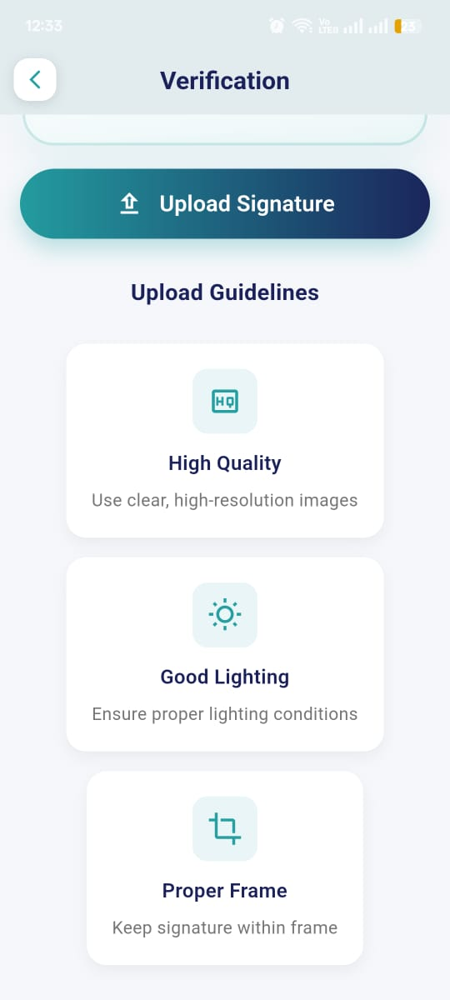 12:33
Vo
LTE
23
Verification
Upload Signature
Upload Guidelines
HQ
High Quality
Use clear, high-resolution images
Good Lighting
Ensure proper lighting conditions
Proper Frame
Keep signature within frame